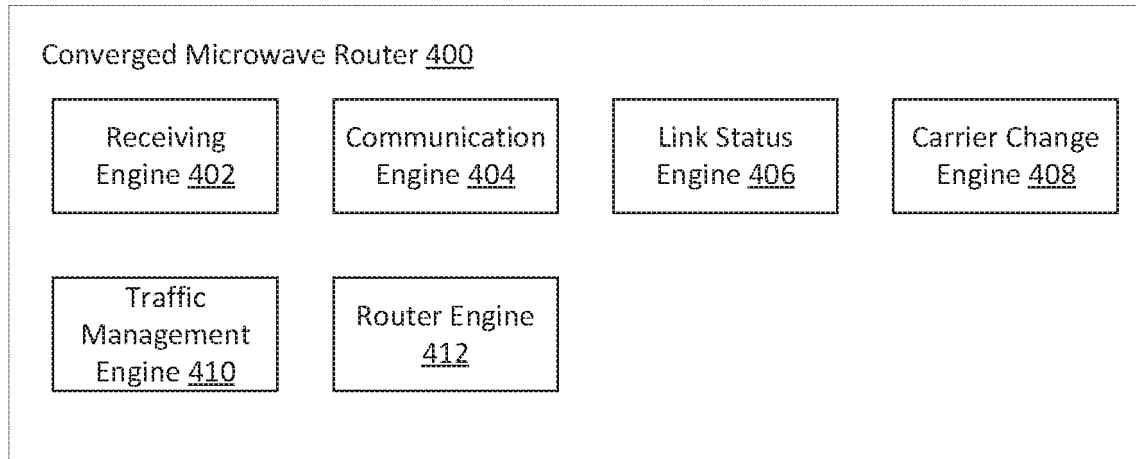 Converged Microwave Router 400
Receiving
Engine 402
Communication
Engine 404
Link Status
Engine 406
Carrier Change
Engine 408
Traffic
Management
Engine 410
Router Engine
412